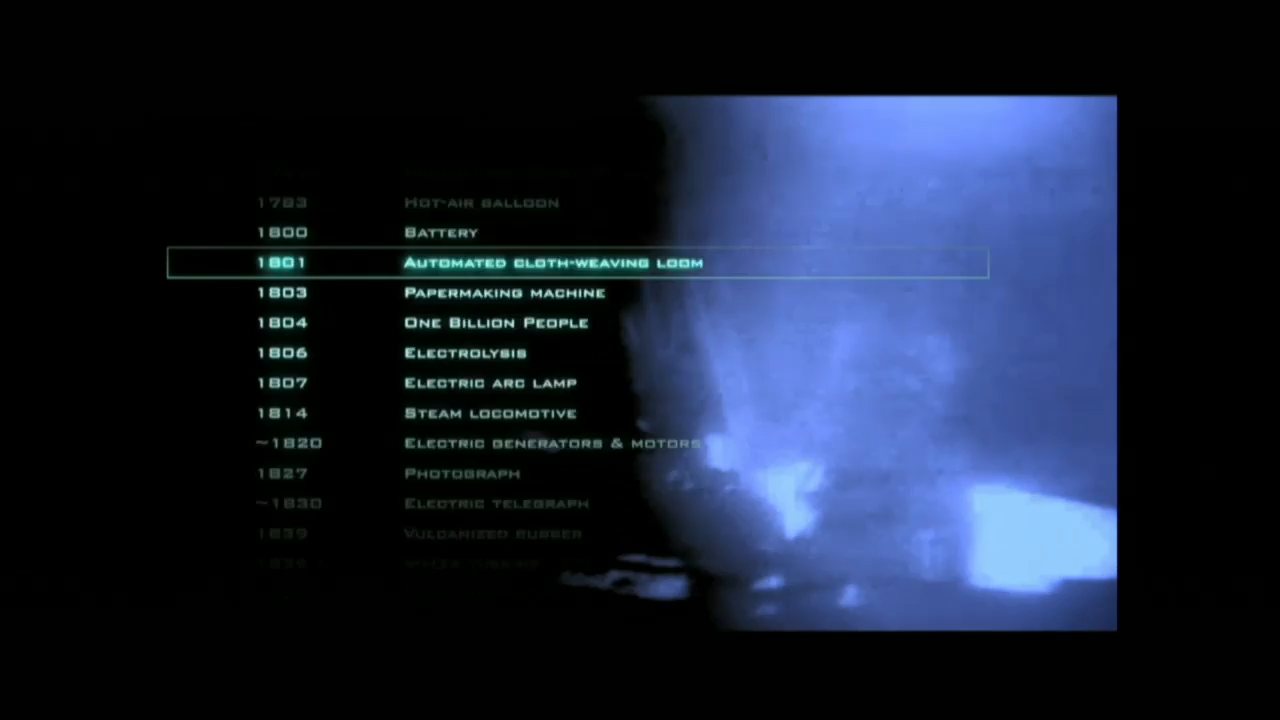 1783 Hot-air balloon
1800 Battery
1801 Automated cloth-weaving loom
1803 Papermaking machine
1804 One Billion People
1806 Electrolysis
1807 Electric arc lamp
1814 Steam locomotive
~1820 Electric generators & motors
1827 Photograph
~1830 Electric telegraph
1839 Vulcanized rubber